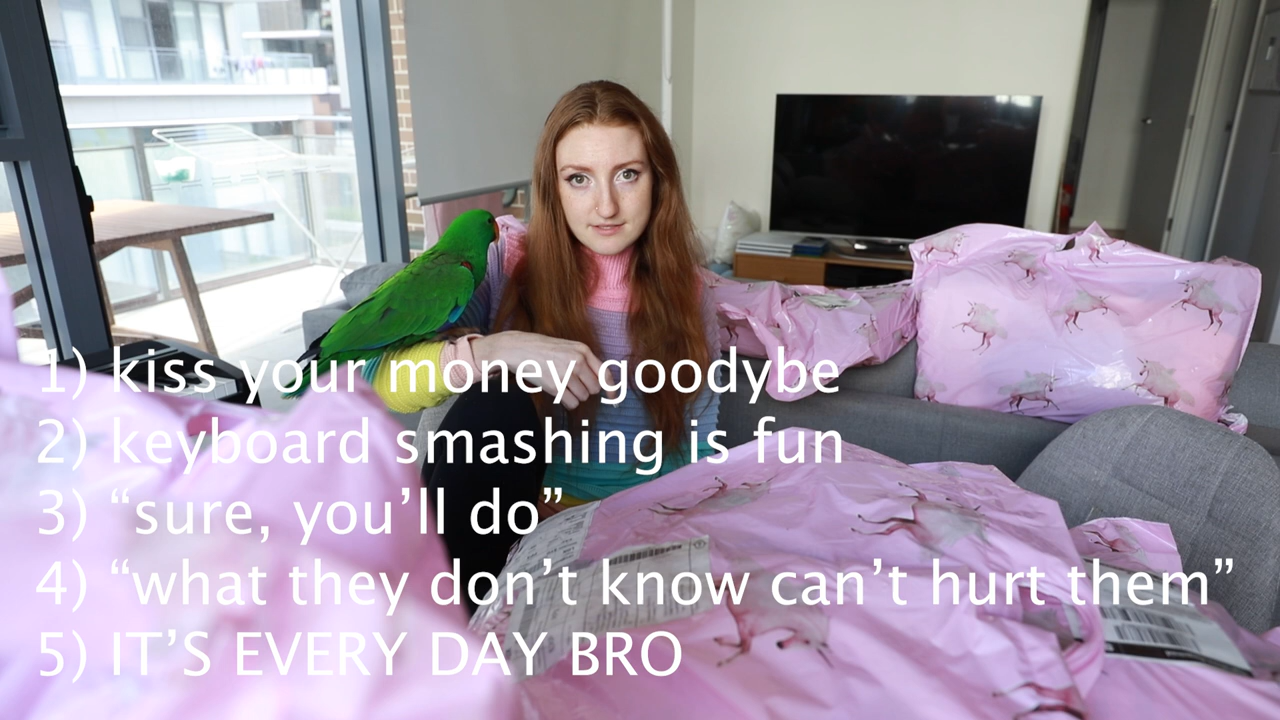 1) kiss your money goodybe
2) keyboard smashing is fun
3) “sure, you’ll do”
4) “what they don’t know can’t hurt them”
5) IT’S EVERY DAY BRO